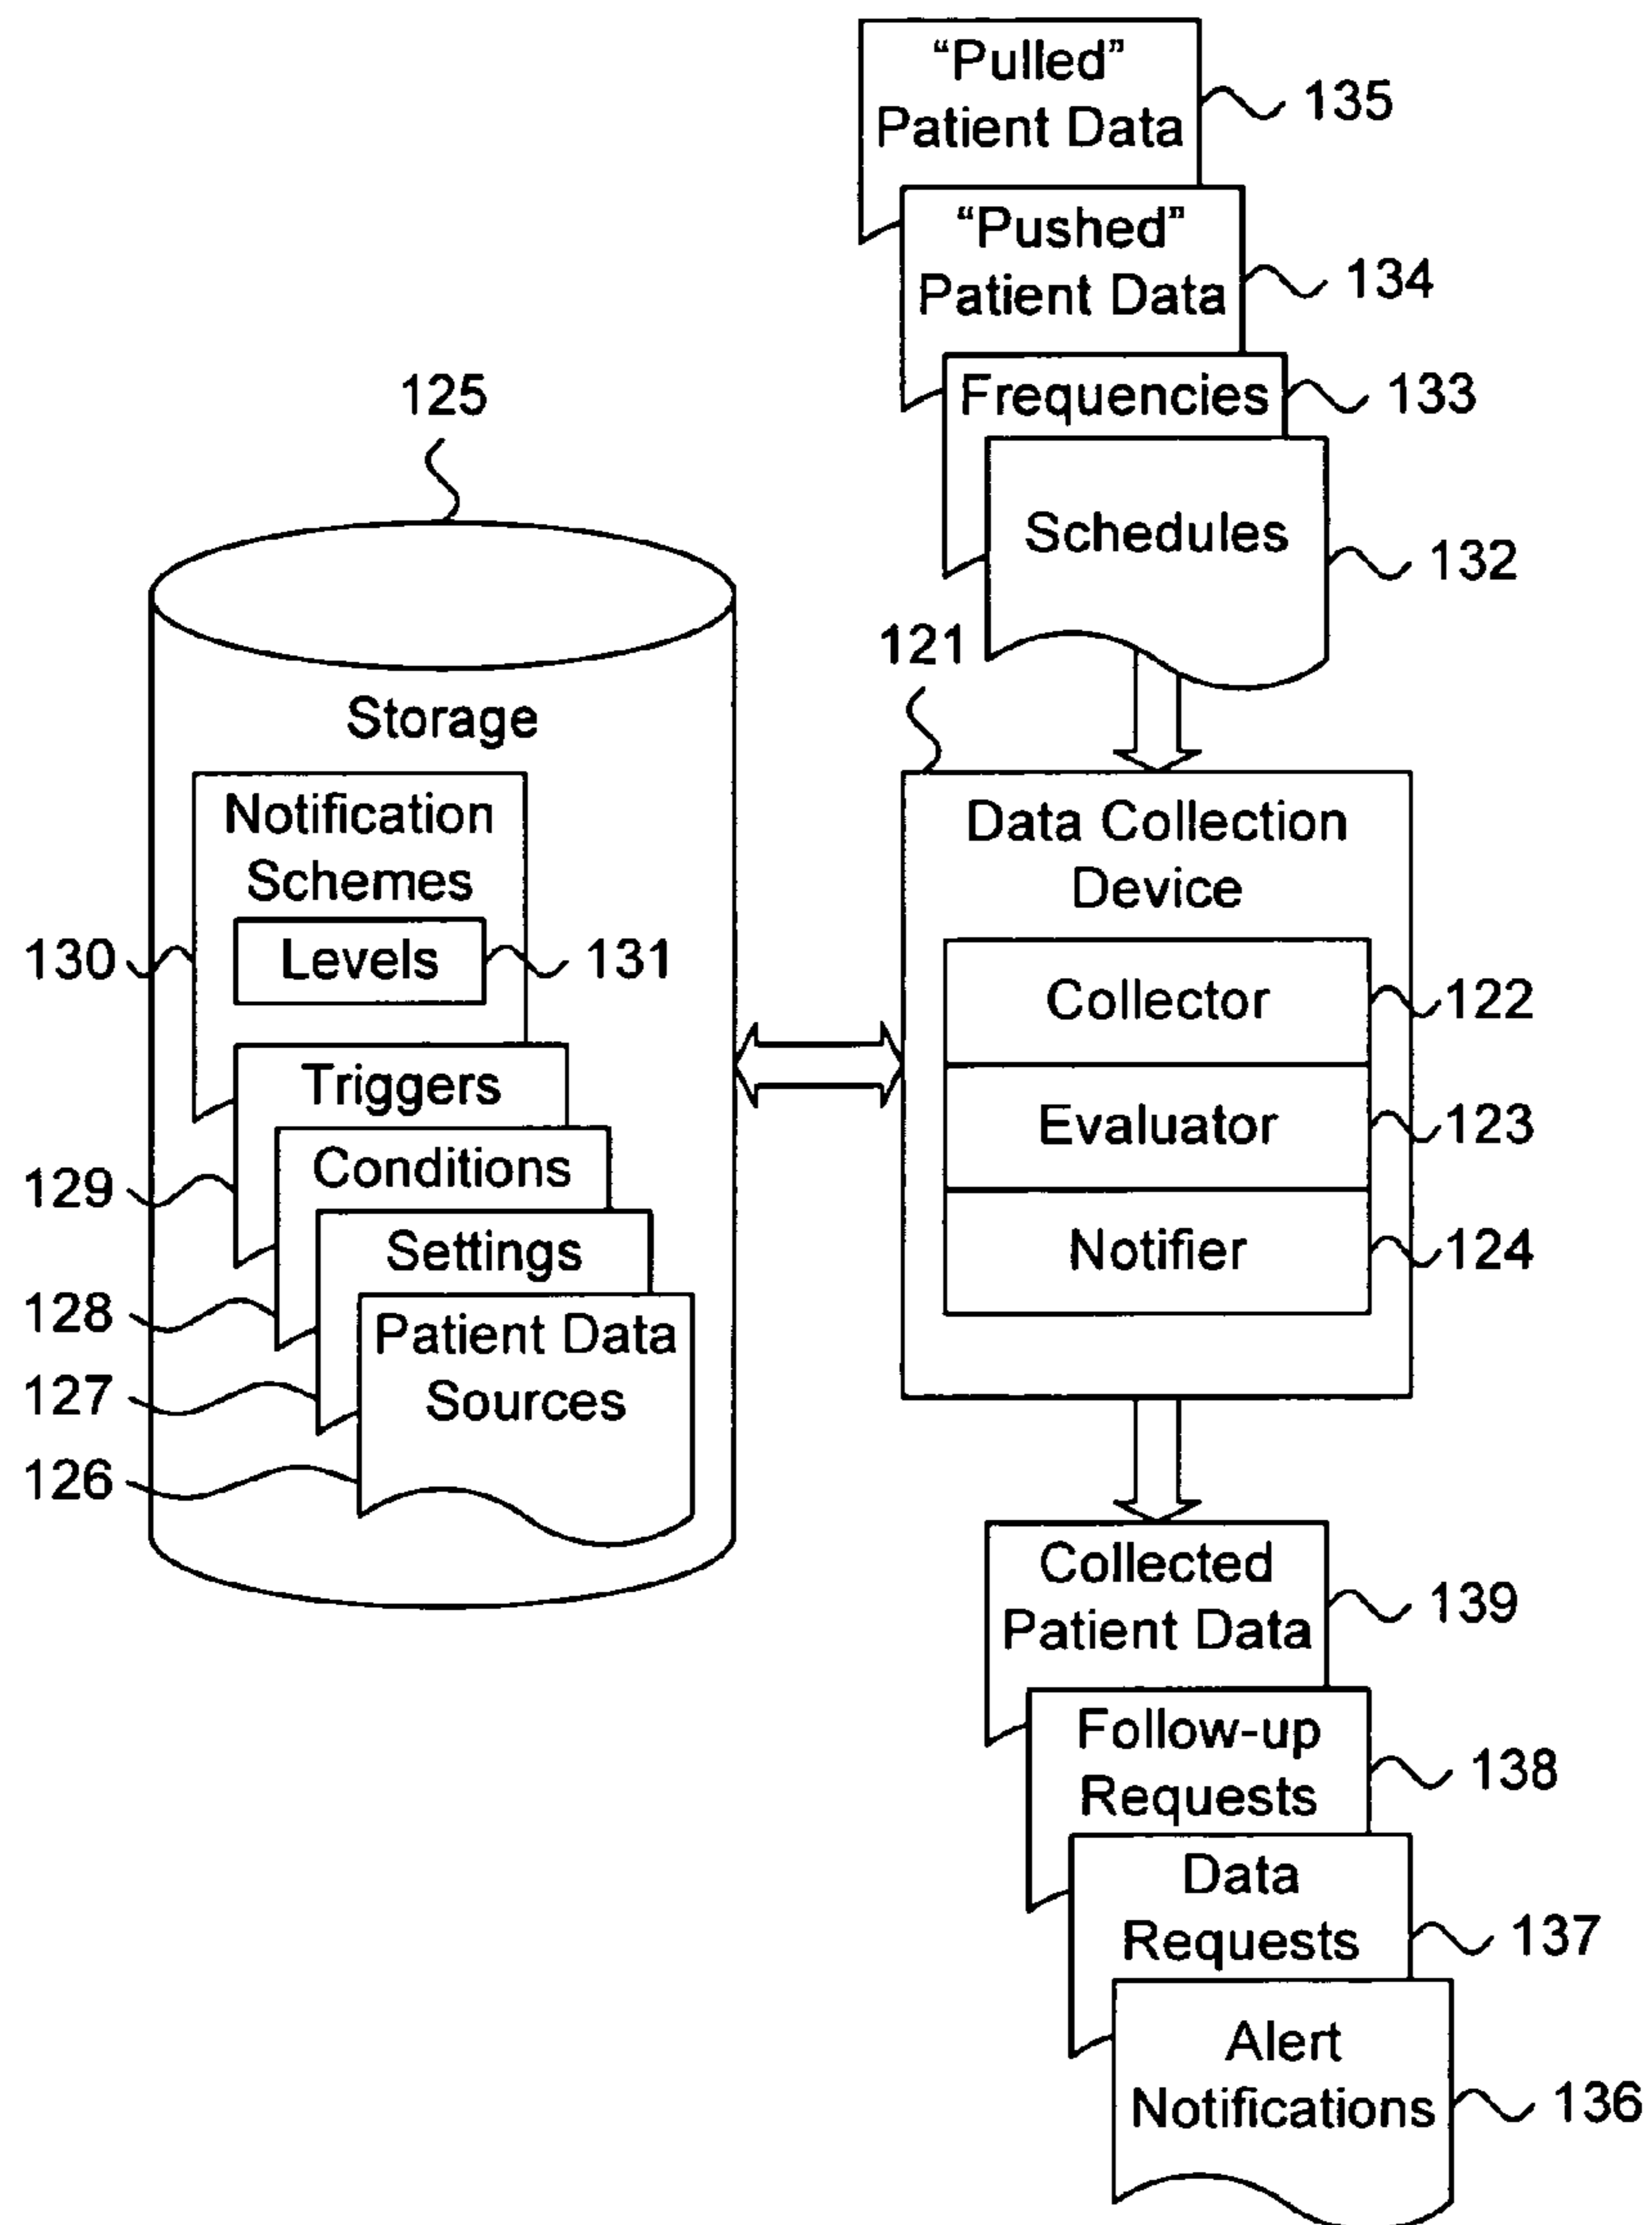 “Pulled”
Patient Data
135
“Pushed”
Patient Data
134
Frequencies
133
Schedules
132
125
Storage
Notification
Schemes
Levels
130
131
Triggers
129
Conditions
128
Settings
127
Patient Data
Sources
126
121
Data Collection
Device
Collector
122
Evaluator
123
Notifier
124
Collected
Patient Data
139
Follow-up
Requests
138
Data
Requests
137
Alert
Notifications
136